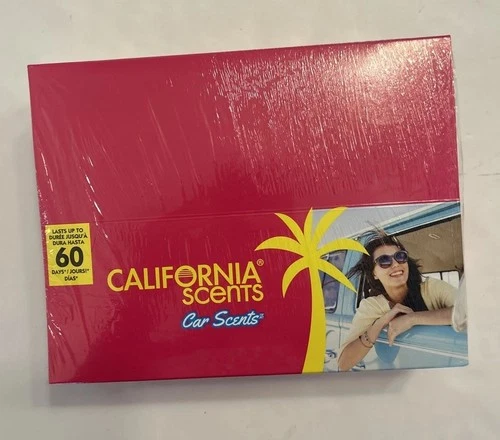 LASTS UP TO
DURÉE JUSQU'À
DURA HASTA
60
DAYS*/JOURS!*
DÍAS*
CALIFORNIA®
SCENTS
Car Scents